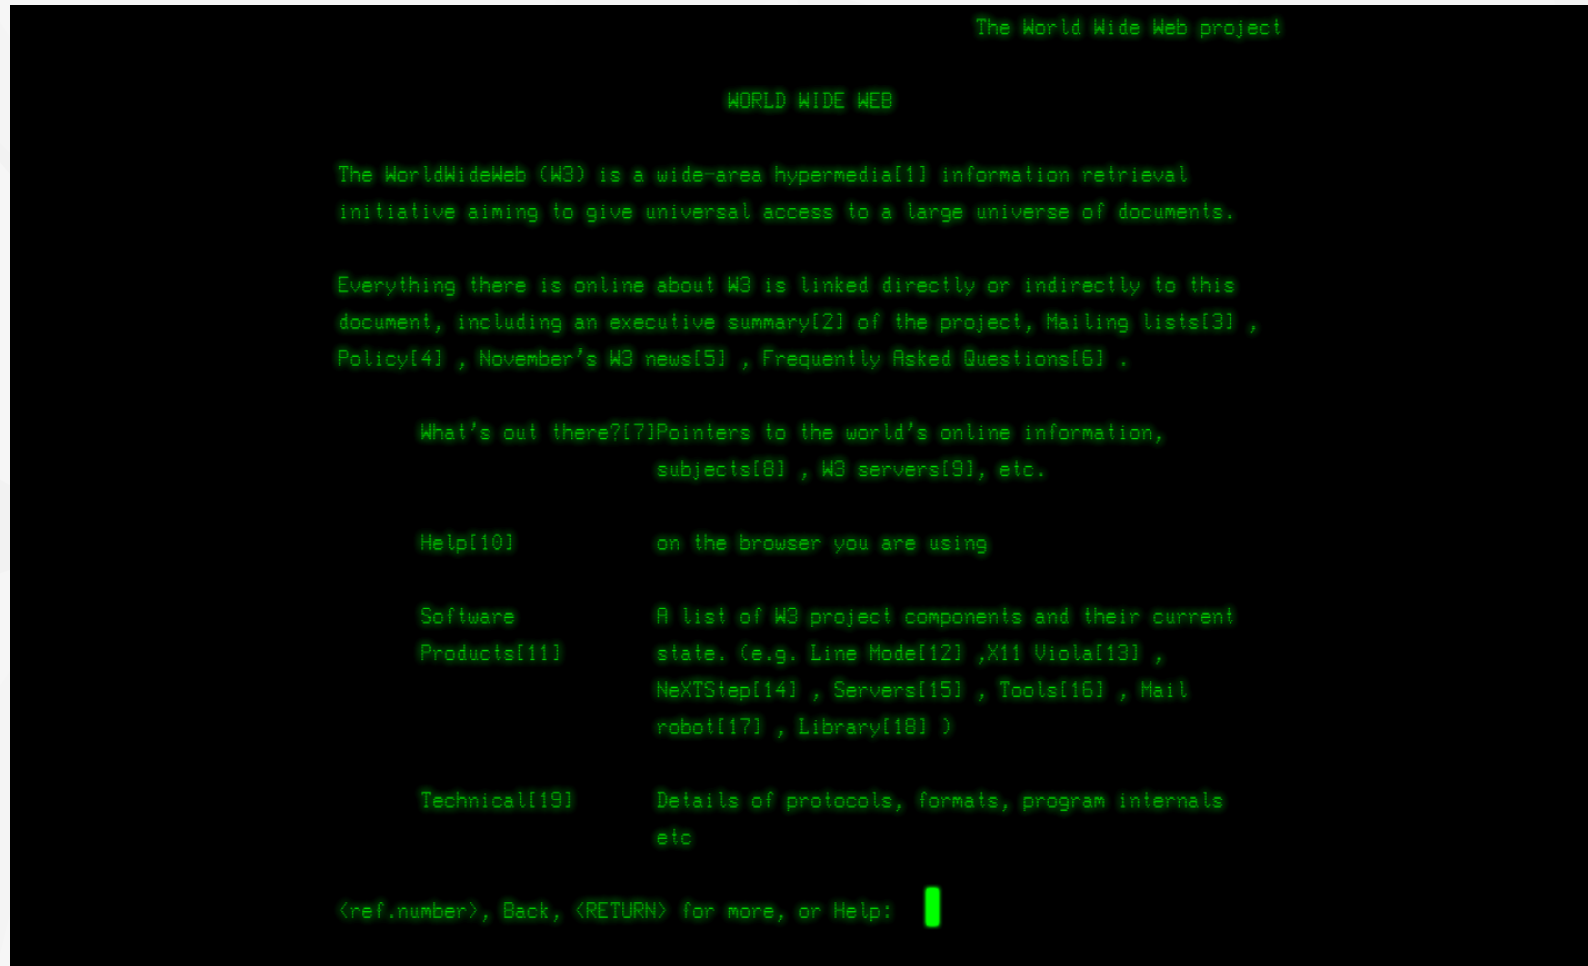 The World Wide Web project
WORLD WIDE WEB
The WorldWideWeb (W3) is a wide-area hypermedia[1] information retrieval
initiative aiming to give universal access to a large universe of documents.
Everything there is online about W3 is linked directly or indirectly to this
document, including an executive summary[2] of the project, Mailing lists[3] ,
Policy[4] , November's W3 news[5] , Frequently Asked Questions[6] .
What's out there?[7]Pointers to the world's online information,
subjects[8] , W3 servers[9], etc.
Help[10] on the browser you are using
Software A list of W3 project components and their current
Products[11] state. (e.g. Line Mode[12] ,X11 Viola[13] ,
NeXTStep[14] , Servers[15] , Tools[16] , Mail
robot[17] , Library[18] )
Technical[19] Details of protocols, formats, program internals
etc
<ref.number>, Back, <RETURN> for more, or Help: